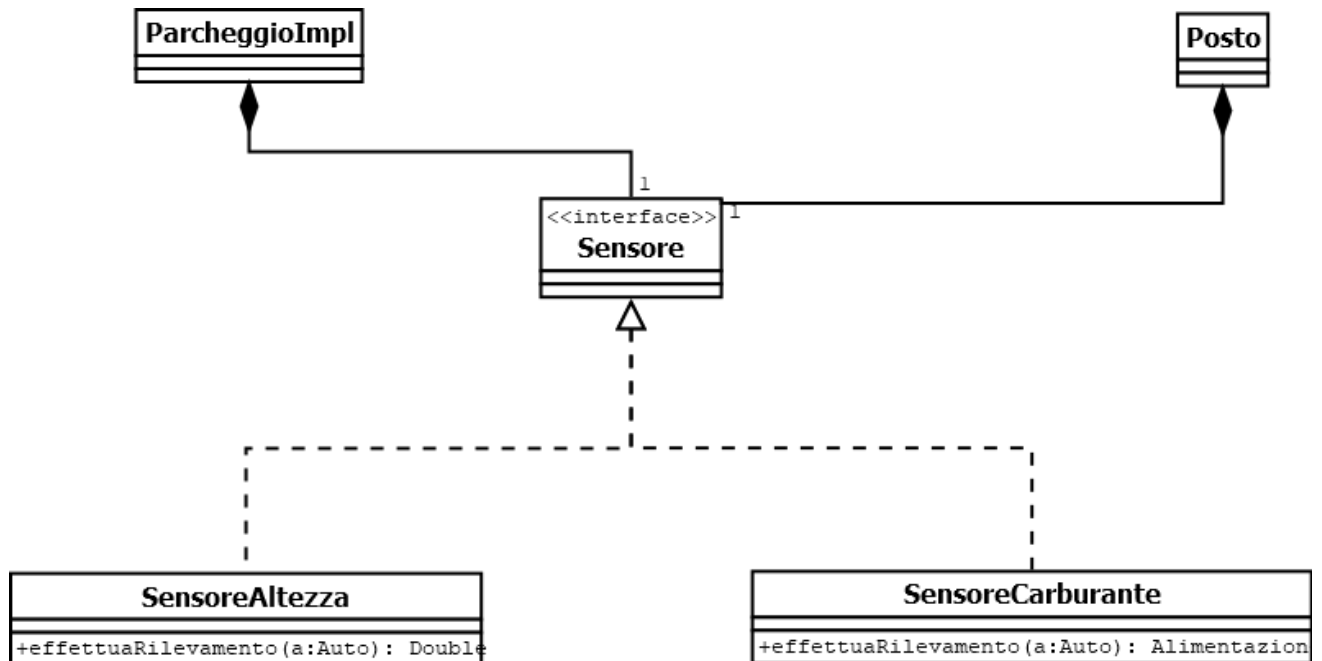 ParcheggioImpl
Posto
1
<<interface>>
1
Sensore
SensoreAltezza
SensoreCarburante
+effettuaRilevamento(a:Auto): Double
+effettuaRilevamento(a:Auto): Alimentazion